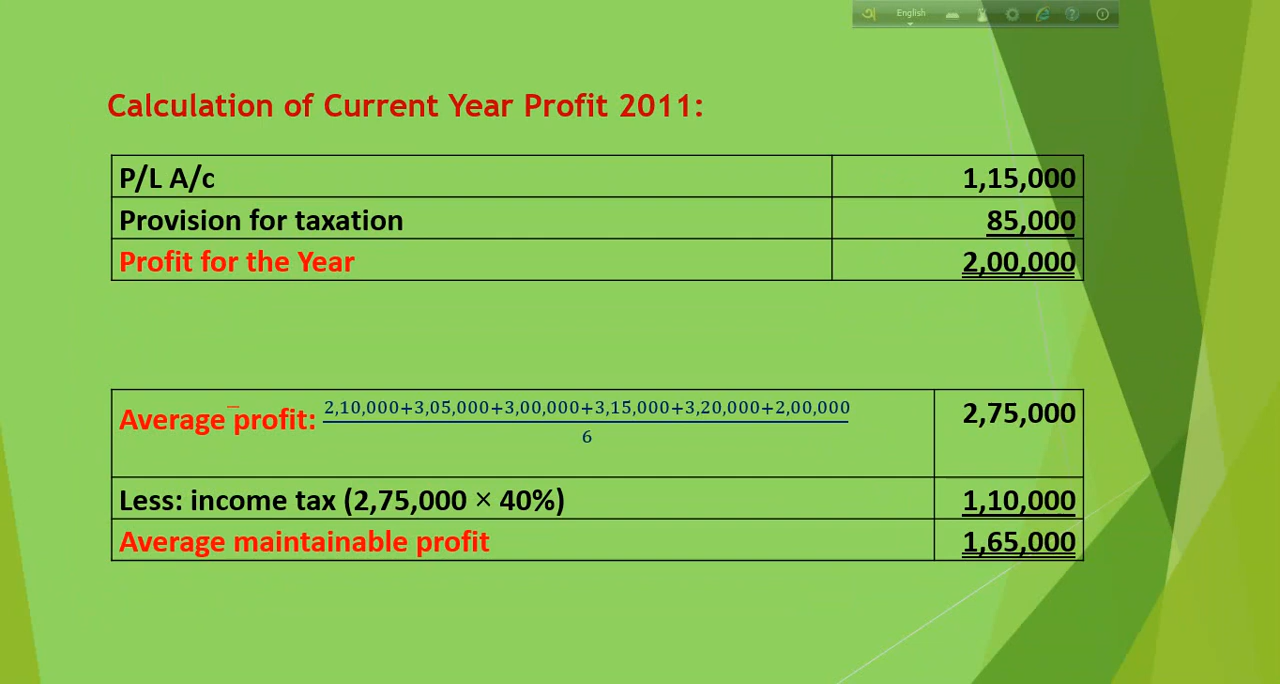 English
Calculation of Current Year Profit 2011:
P/L A/c 1,15,000
Provision for taxation 85,000
Profit for the Year 2,00,000
Average profit: 2,10,000+3,05,000+3,00,000+3,15,000+3,20,000+2,00,000 2,75,000
6
Less: income tax (2,75,000 × 40%) 1,10,000
Average maintainable profit 1,65,000